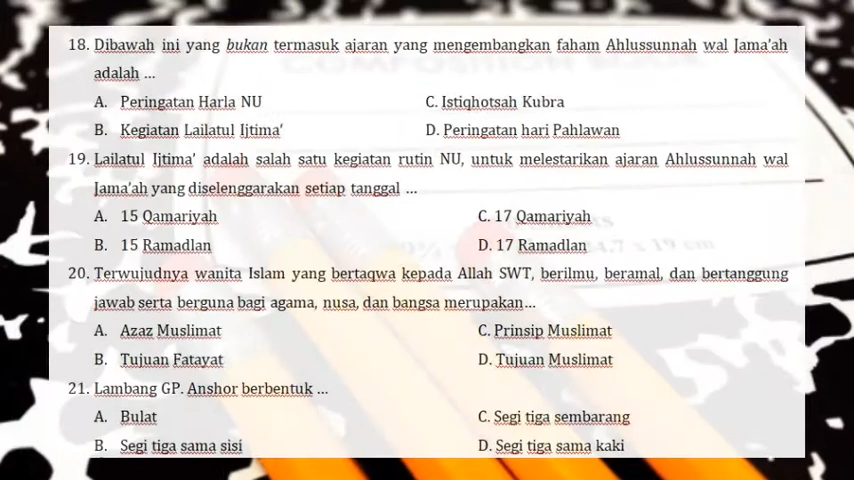 18. Dibawah ini yang bukan termasuk ajaran yang mengembangkan faham Ahlussunnah wal Jama'ah
adalah ...
A. Peringatan Harla NU C. Istiqhotsah Kubra
B. Kegiatan Lailatul Ijtima' D. Peringatan hari Pahlawan
19. Lailatul Ijtima' adalah salah satu kegiatan rutin NU, untuk melestarikan ajaran Ahlussunnah wal
Jama'ah yang diselenggarakan setiap tanggal ...
A. 15 Qamariyah C. 17 Qamariyah
B. 15 Ramadlan D. 17 Ramadlan
20. Terwujudnya wanita Islam yang bertaqwa kepada Allah SWT, berilmu, beramal, dan bertanggung
jawab serta berguna bagi agama, nusa, dan bangsa merupakan...
A. Azaz Muslimat C. Prinsip Muslimat
B. Tujuan Fatayat D. Tujuan Muslimat
21. Lambang GP. Anshor berbentuk ...
A. Bulat C. Segi tiga sembarang
B. Segi tiga sama sisi D. Segi tiga sama kaki